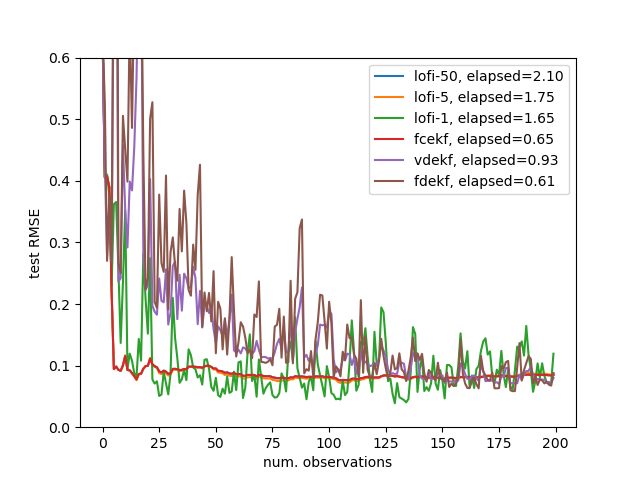 0.6
0.5
0.4
0.3
0.2
0.1
0.0
test RMSE
lofi-50, elapsed=2.10
lofi-5, elapsed=1.75
lofi-1, elapsed=1.65
fcekf, elapsed=0.65
vdekf, elapsed=0.93
fdekf, elapsed=0.61
0 25 50 75 100 125 150 175 200
num. observations